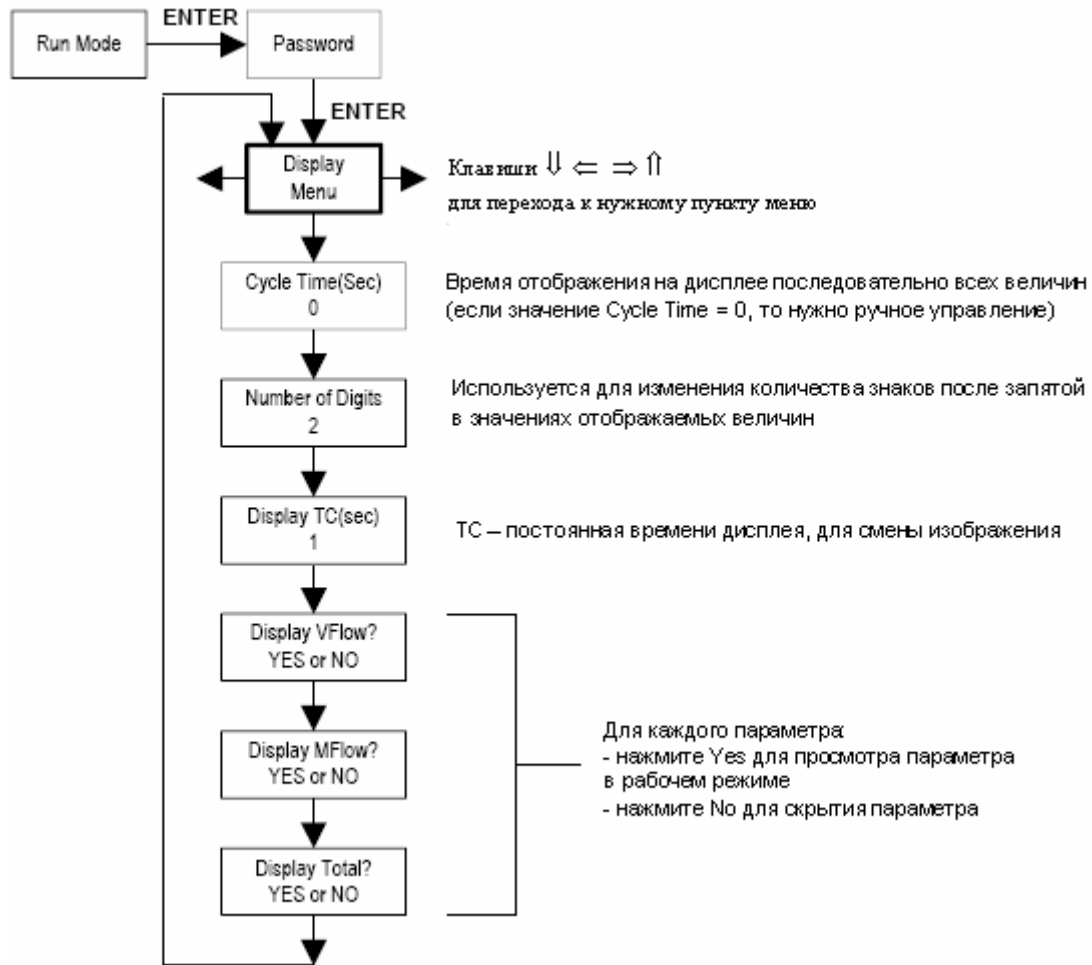 ENTER
Run Mode
Password
ENTER
Display
Menu
Клавиши ⇓ ⇐ ⇒ ⇑
для перехода к нужному пункту меню
Cycle Time(Sec)
0
Время отображения на дисплее последовательно всех величин
(если значение Cycle Time = 0, то нужно ручное управление)
Number of Digits
2
Используется для изменения количества знаков после запятой
в значениях отображаемых величин
Display TC(sec)
1
TC – постоянная времени дисплея, для смены изображения
Display VFlow?
YES or NO
Display MFlow?
YES or NO
Для каждого параметра:
- нажмите Yes для просмотра параметра
в рабочем режиме
- нажмите No для скрытия параметра
Display Total?
YES or NO